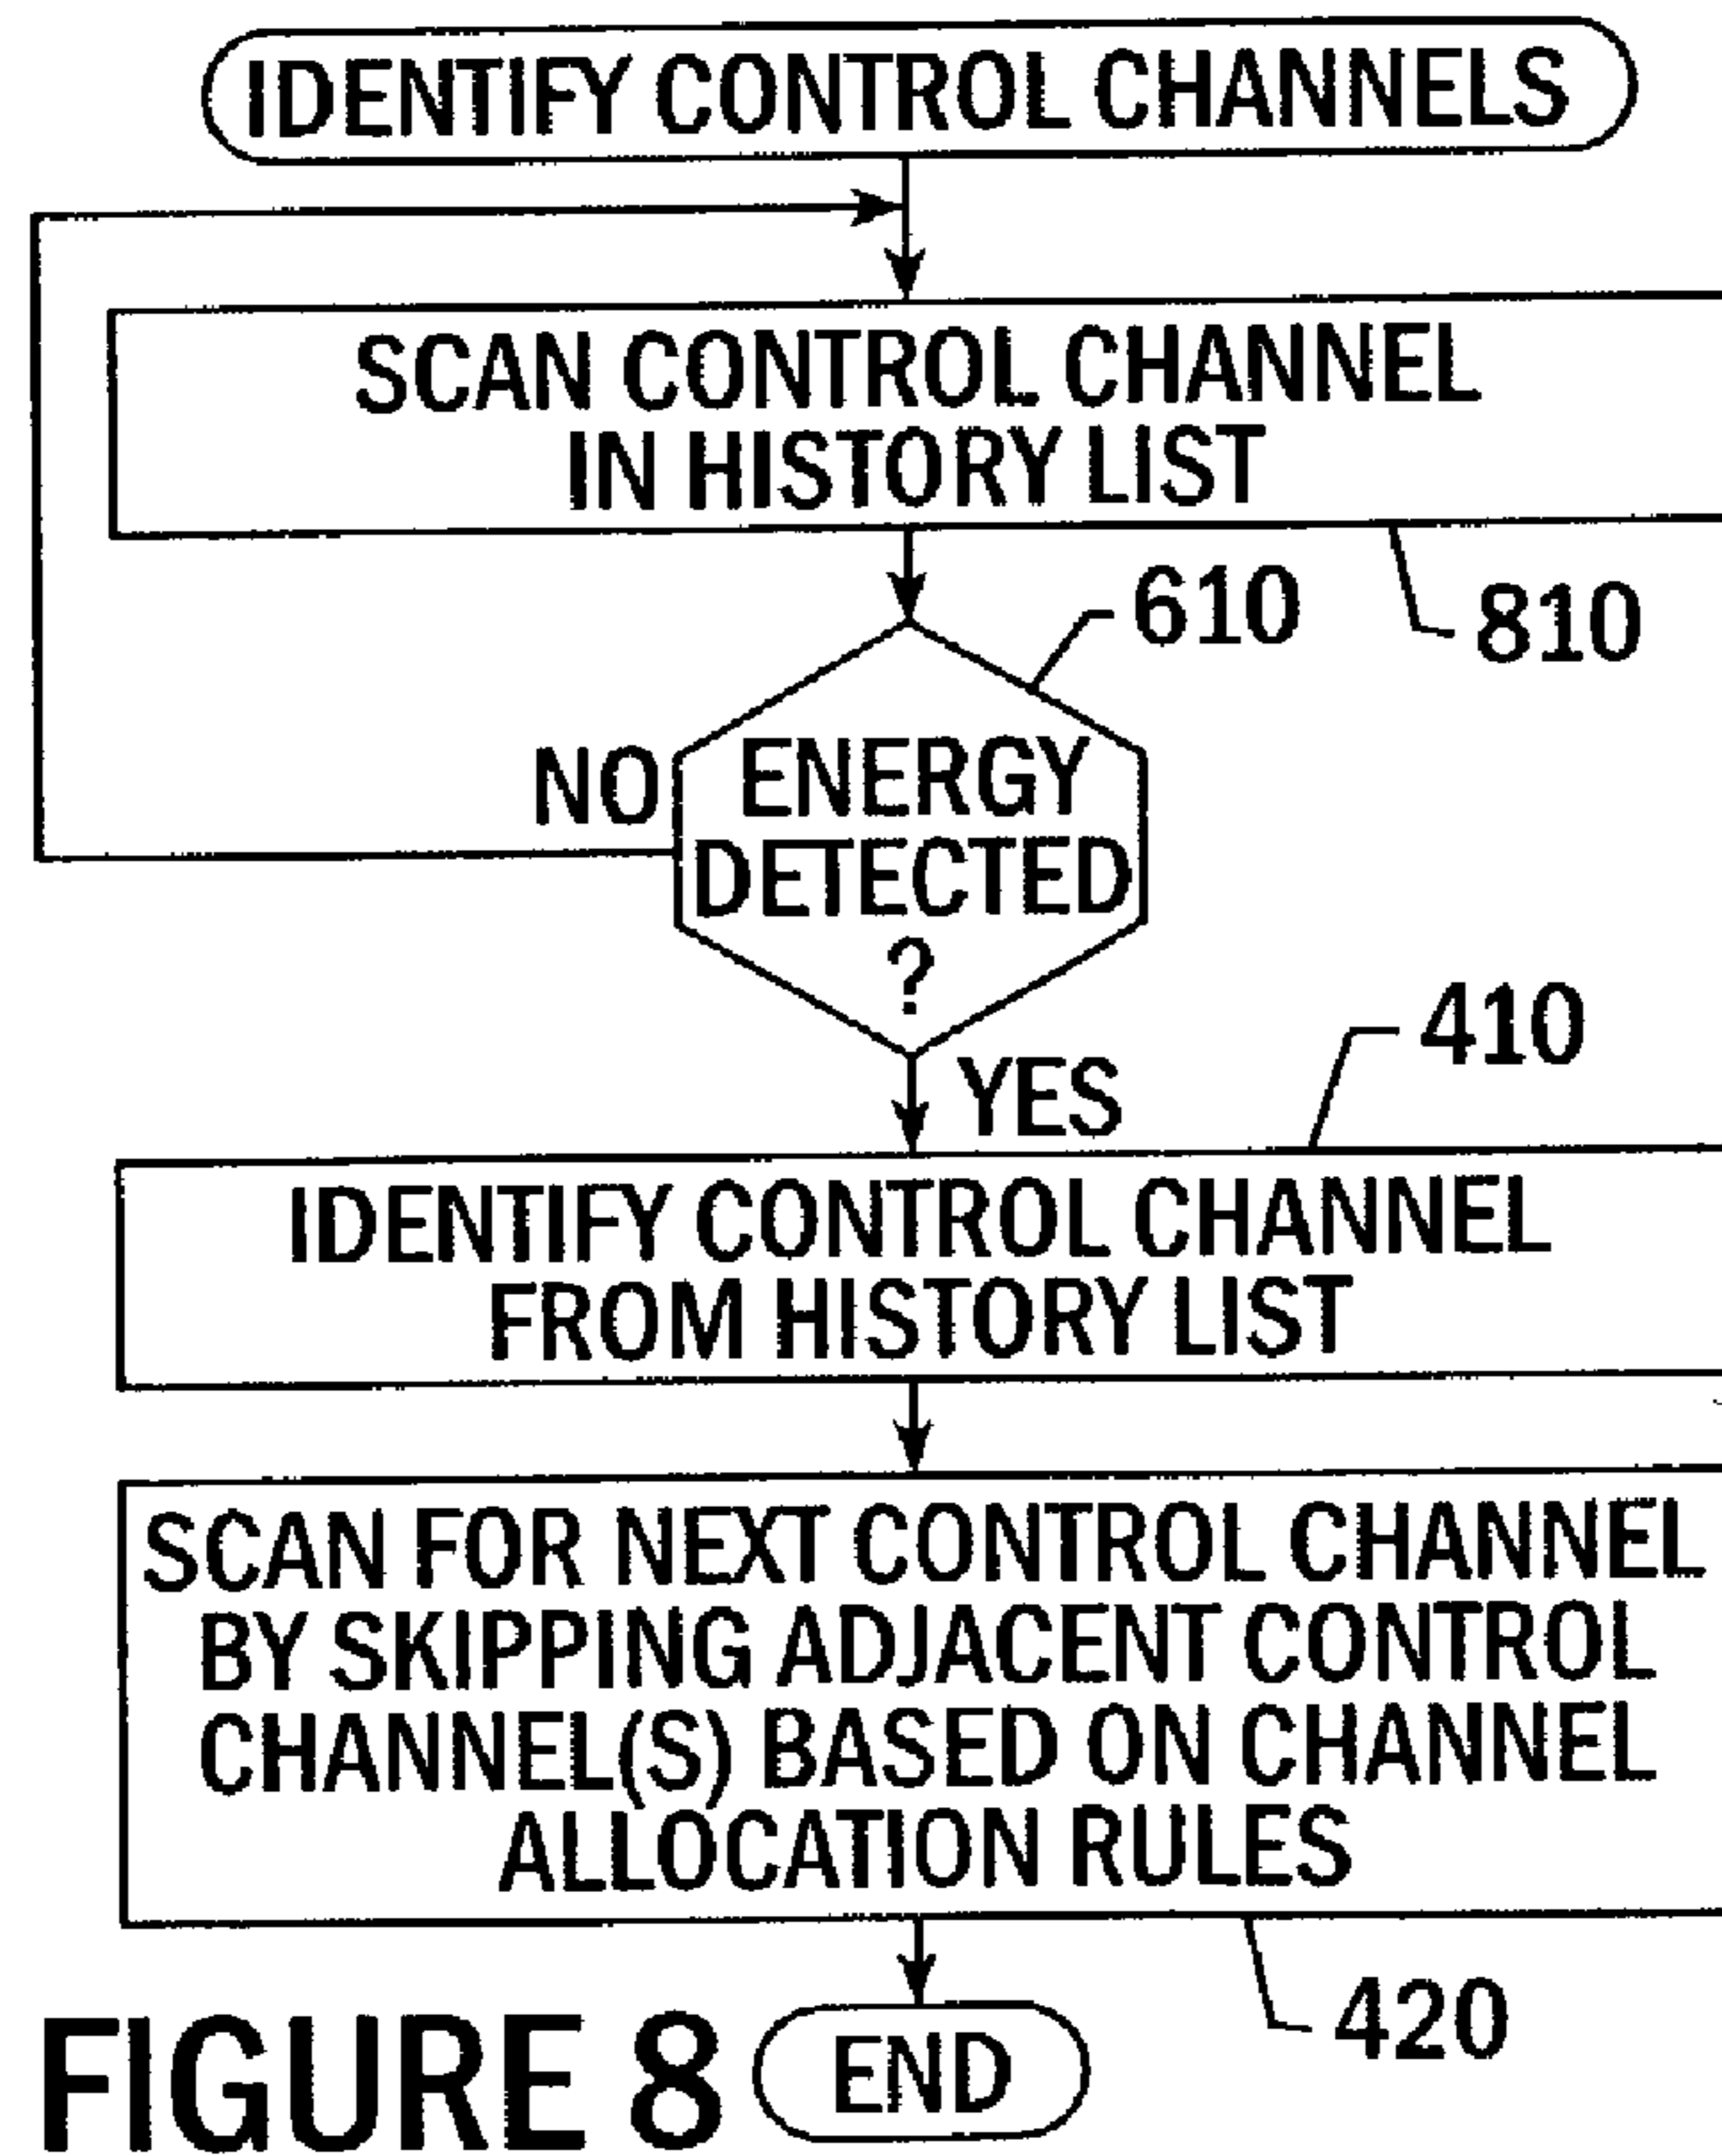 IDENTIFY CONTROL CHANNELS
SCAN CONTROL CHANNEL
IN HISTORY LIST
810
610
ENERGY
DETECTED
?
NO
YES
410
IDENTIFY CONTROL CHANNEL
FROM HISTORY LIST
SCAN FOR NEXT CONTROL CHANNEL
BY SKIPPING ADJACENT CONTROL
CHANNEL(S) BASED ON CHANNEL
ALLOCATION RULES
420
END
FIGURE 8